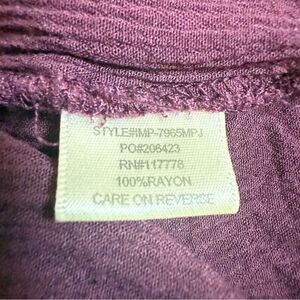 STYLE#IMP-7965MPJ
PO#206423
RN#117778
100%RAYON
CARE ON REVERSE